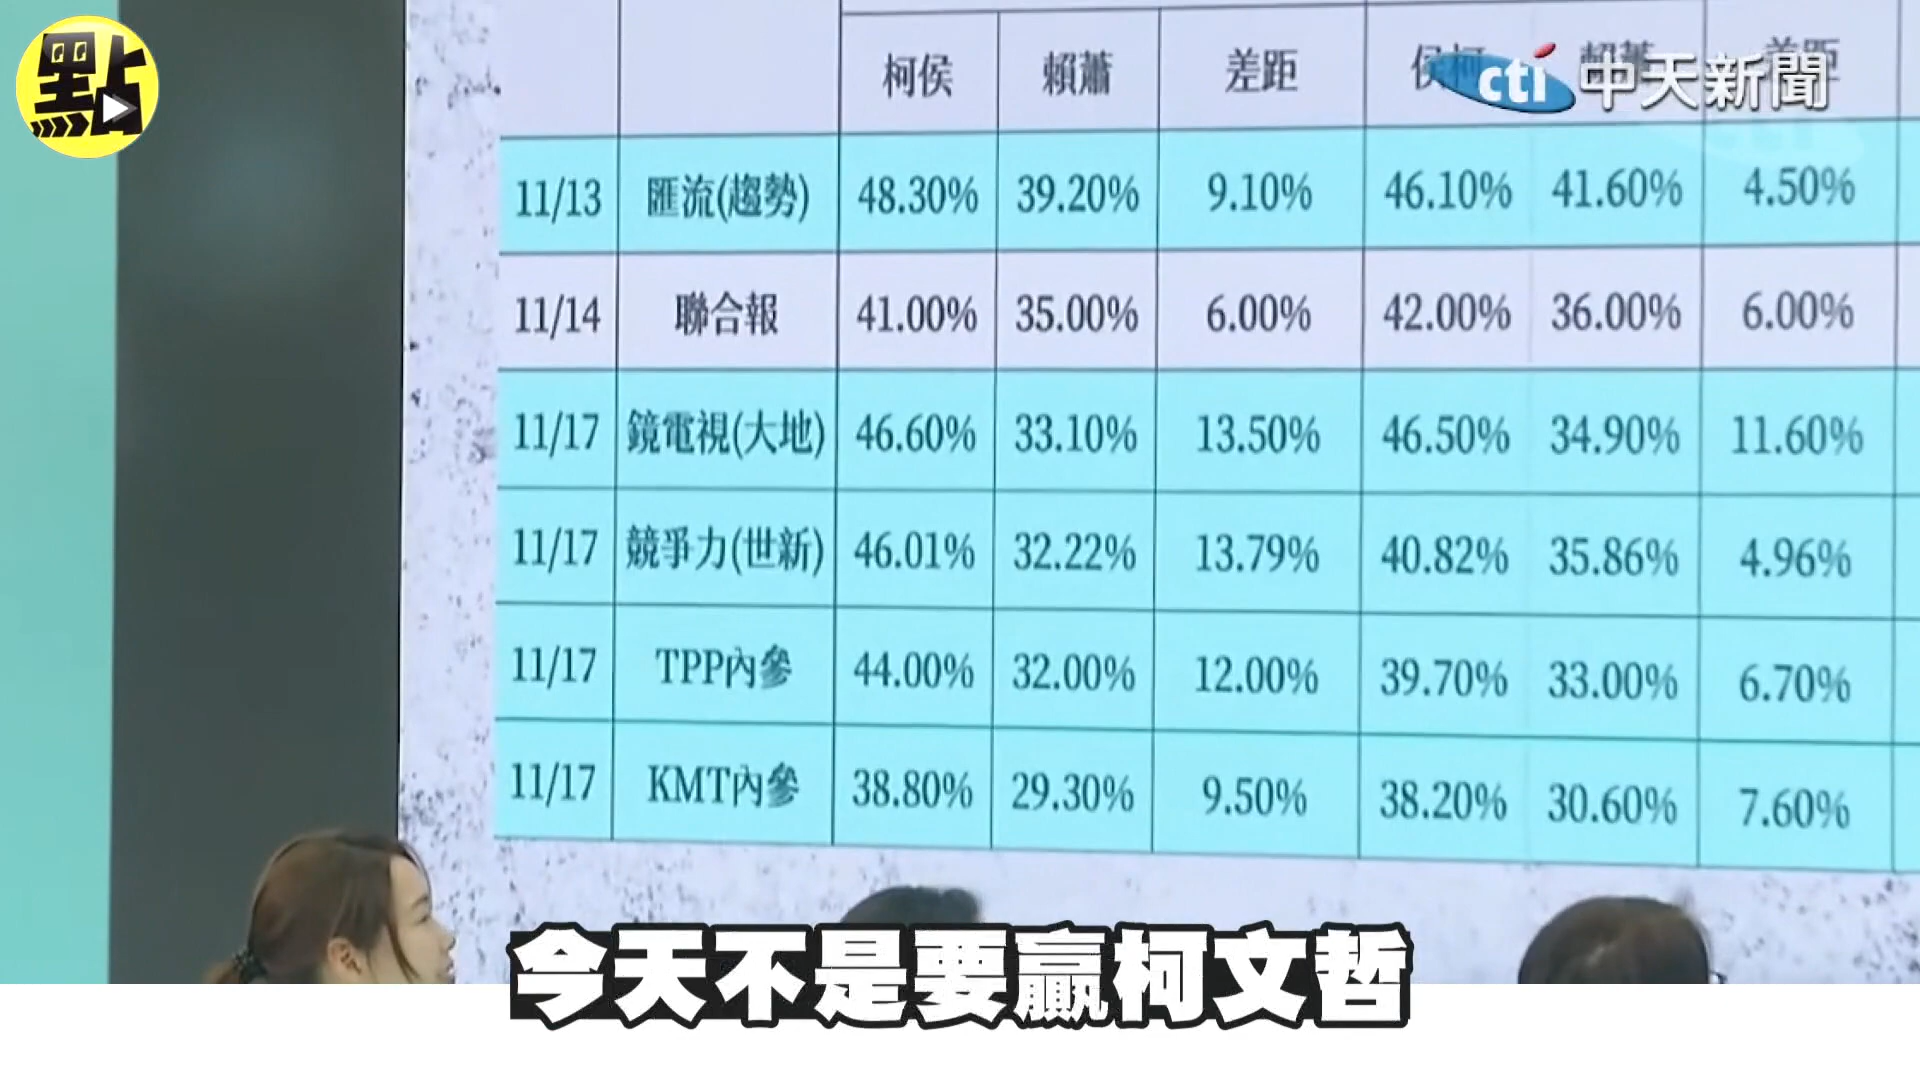 點
cti 中天新聞
柯侯 賴蕭 差距 侯柯 賴蕭 差距
11/13 匯流(趨勢) 48.30% 39.20% 9.10% 46.10% 41.60% 4.50%
11/14 聯合報 41.00% 35.00% 6.00% 42.00% 36.00% 6.00%
11/17 鏡電視(大地) 46.60% 33.10% 13.50% 46.50% 34.90% 11.60%
11/17 競爭力(世新) 46.01% 32.22% 13.79% 40.82% 35.86% 4.96%
11/17 TPP內參 44.00% 32.00% 12.00% 39.70% 33.00% 6.70%
11/17 KMT內參 38.80% 29.30% 9.50% 38.20% 30.60% 7.60%
今天不是要贏柯文哲